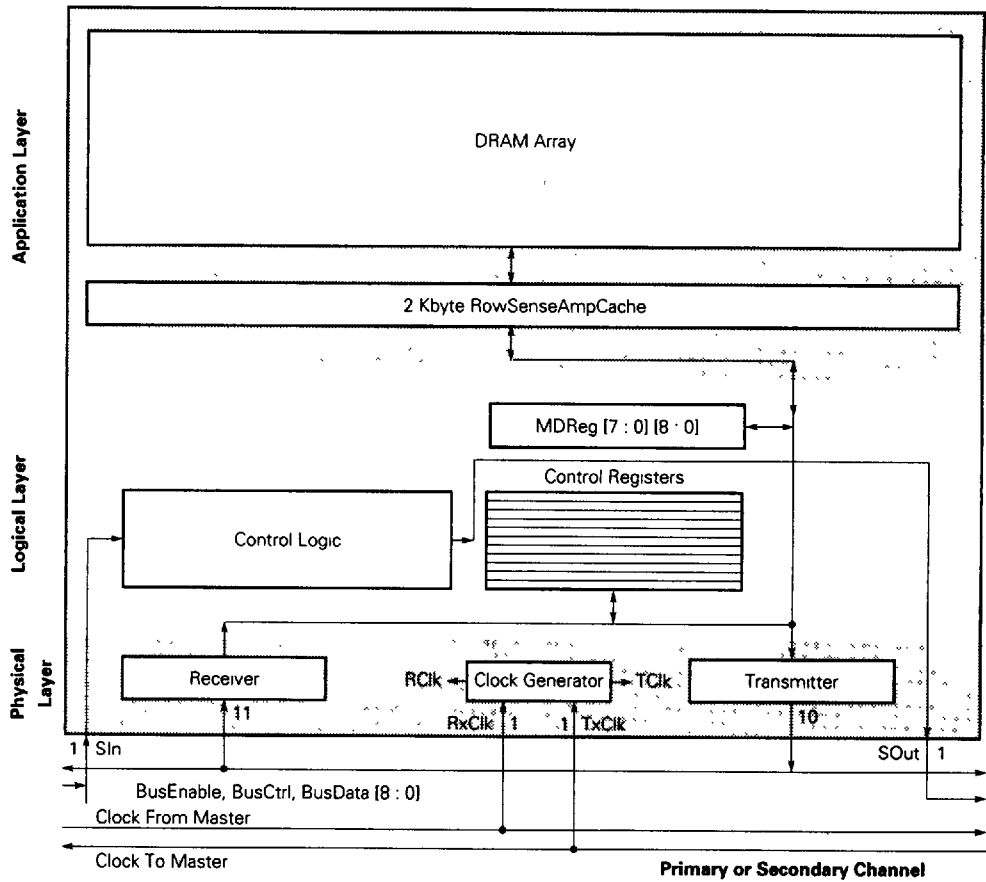 Application Layer
DRAM Array
2 Kbyte RowSenseAmpCache
Logical Layer
MDReg [7 : 0] [8 : 0]
Control Registers
Control Logic
Physical Layer
Receiver
RClk
Clock Generator
TClk
Transmitter
11
RxClk 1
1 TxClk
10
1 SIn
SOut 1
BusEnable, BusCtrl, BusData [8 : 0]
Clock From Master
Clock To Master
Primary or Secondary Channel